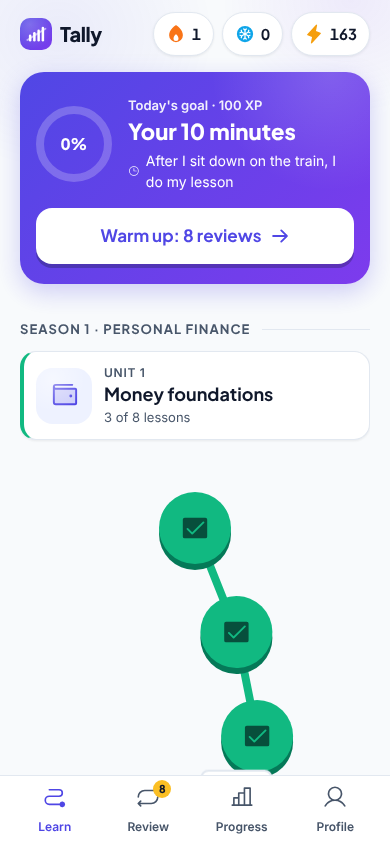 Tally
1
0
163
Today's goal · 100 XP
0%
Your 10 minutes
After I sit down on the train, I
do my lesson
Warm up: 8 reviews →
SEASON 1 · PERSONAL FINANCE
UNIT 1
Money foundations
3 of 8 lessons
8
Learn
Review
Progress
Profile